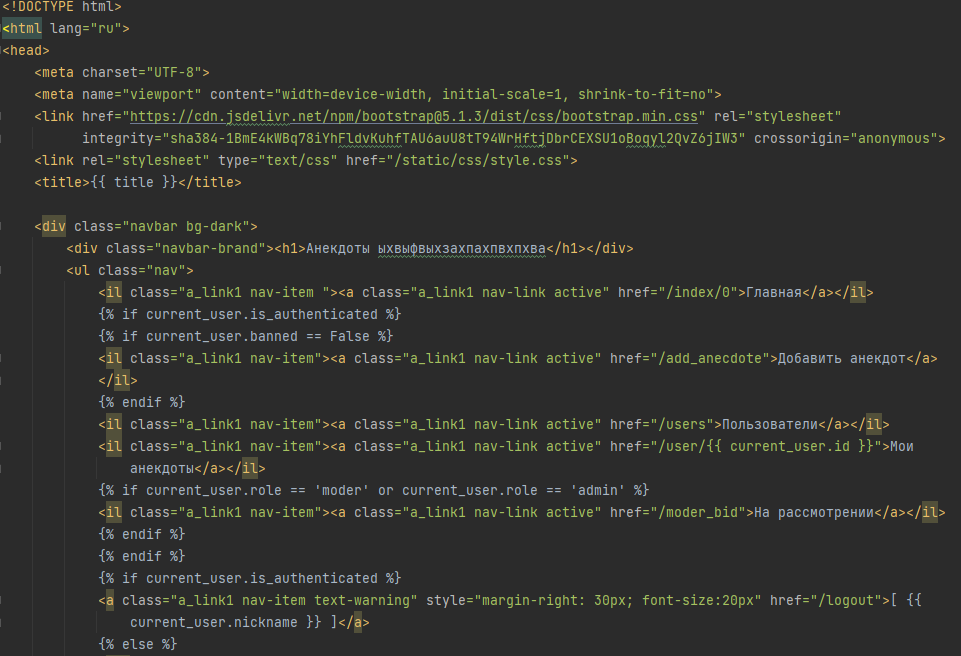 <!DOCTYPE html>
<html lang="ru">
<head>
    <meta charset="UTF-8">
    <meta name="viewport" content="width=device-width, initial-scale=1, shrink-to-fit=no">
    <link href="https://cdn.jsdelivr.net/npm/bootstrap@5.1.3/dist/css/bootstrap.min.css" rel="stylesheet"
          integrity="sha384-1BmE4kWBq78iYhFldvKuhfTAU6auU8tT94WrHftjDbrCEXSU1oBoqyl2QvZ6jIW3" crossorigin="anonymous">
    <link rel="stylesheet" type="text/css" href="/static/css/style.css">
    <title>{{ title }}</title>

    <div class="navbar bg-dark">
        <div class="navbar-brand"><h1>Анекдоты ыхвыфвыхзахпахпвхпхва</h1></div>
        <ul class="nav">
            <il class="a_link1 nav-item "><a class="a_link1 nav-link active" href="/index/0">Главная</a></il>
            {% if current_user.is_authenticated %}
            {% if current_user.banned == False %}
            <il class="a_link1 nav-item"><a class="a_link1 nav-link active" href="/add_anecdote">Добавить анекдот</a>
            </il>
            {% endif %}
            <il class="a_link1 nav-item"><a class="a_link1 nav-link active" href="/users">Пользователи</a></il>
            <il class="a_link1 nav-item"><a class="a_link1 nav-link active" href="/user/{{ current_user.id }}">Мои
                анекдоты</a></il>
            {% if current_user.role == 'moder' or current_user.role == 'admin' %}
            <il class="a_link1 nav-item"><a class="a_link1 nav-link active" href="/moder_bid">На рассмотрении</a></il>
            {% endif %}
            {% endif %}
            {% if current_user.is_authenticated %}
            <a class="a_link1 nav-item text-warning" style="margin-right: 30px; font-size:20px" href="/logout">[ {{
                current_user.nickname }} ]</a>
            {% else %}